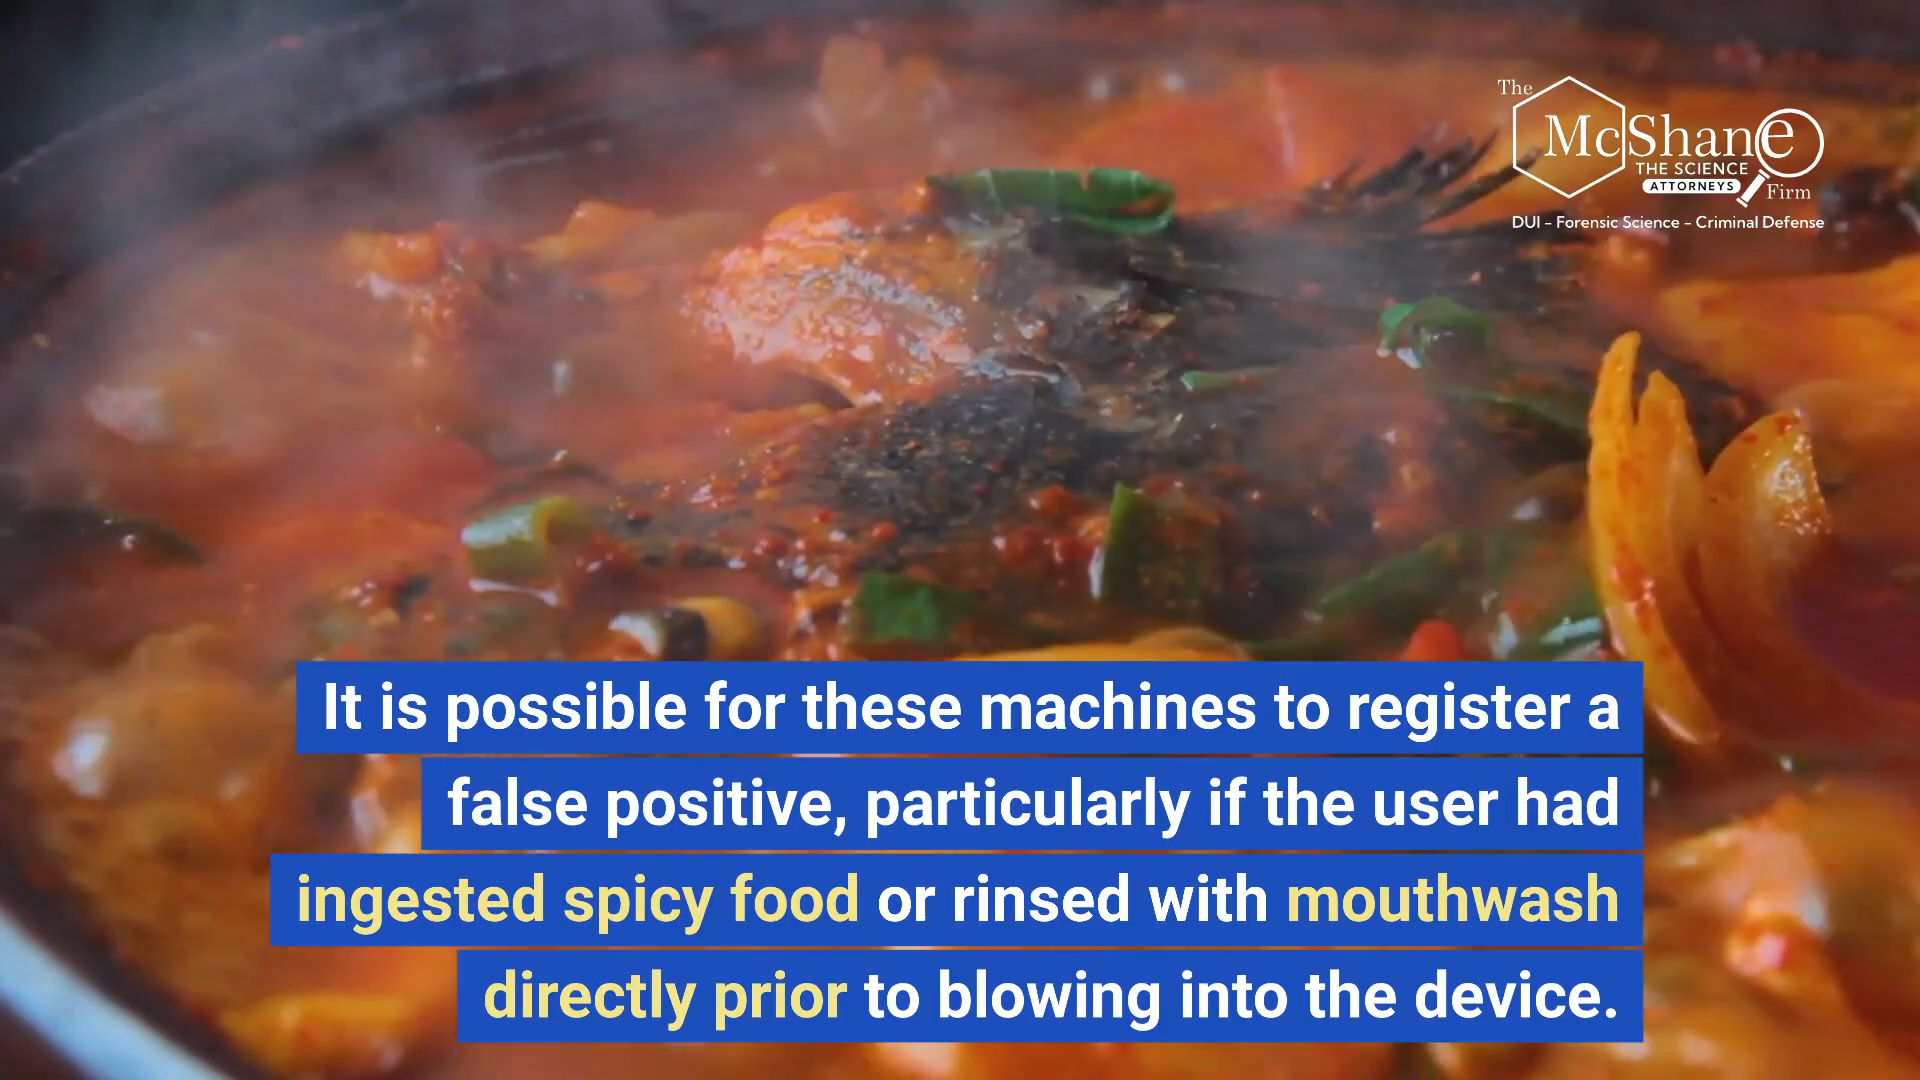 The
McShane
THE SCIENCE
ATTORNEYS
Firm
DUI - Forensic Science - Criminal Defense
It is possible for these machines to register a
false positive, particularly if the user had
ingested spicy food or rinsed with mouthwash
directly prior to blowing into the device.